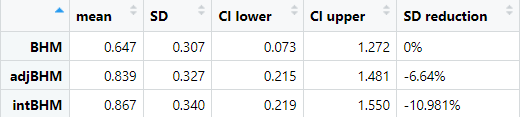 mean SD CI lower CI upper SD reduction
BHM 0.647 0.307 0.073 1.272 0%
adjBHM 0.839 0.327 0.215 1.481 -6.64%
intBHM 0.867 0.340 0.219 1.550 -10.981%